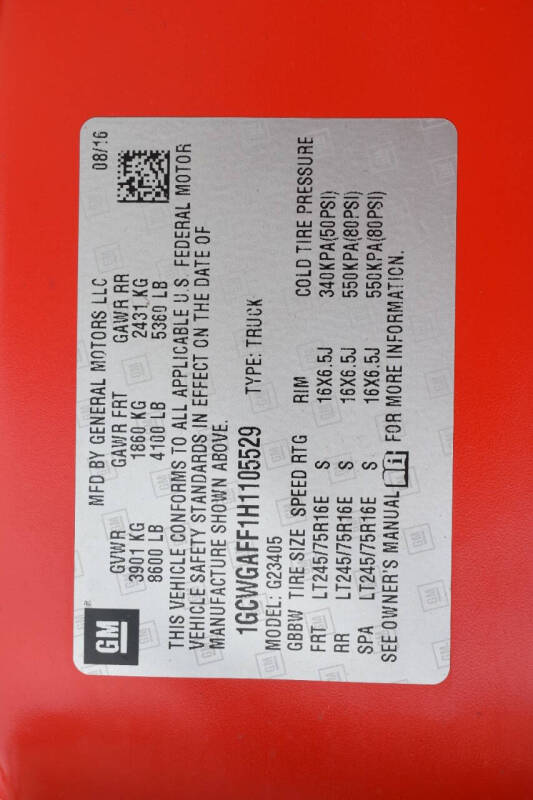 GM ®
MFD BY GENERAL MOTORS LLC 08/16
GVWR GAWR FRT GAWR RR
3901 KG 1860 KG 2431 KG
8600 LB 4100 LB 5360 LB
THIS VEHICLE CONFORMS TO ALL APPLICABLE U.S. FEDERAL MOTOR
VEHICLE SAFETY STANDARDS IN EFFECT ON THE DATE OF
MANUFACTURE SHOWN ABOVE.
1GCWGAFF1H1105529 TYPE: TRUCK
MODEL: G23405
GBBW TIRE SIZE SPEED RTG RIM COLD TIRE PRESSURE
FRT LT245/75R16E S 16X6.5J 340KPA(50PSI)
RR LT245/75R16E S 16X6.5J 550KPA(80PSI)
SPA LT245/75R16E S 16X6.5J 550KPA(80PSI)
SEE OWNER'S MANUAL i FOR MORE INFORMATION.